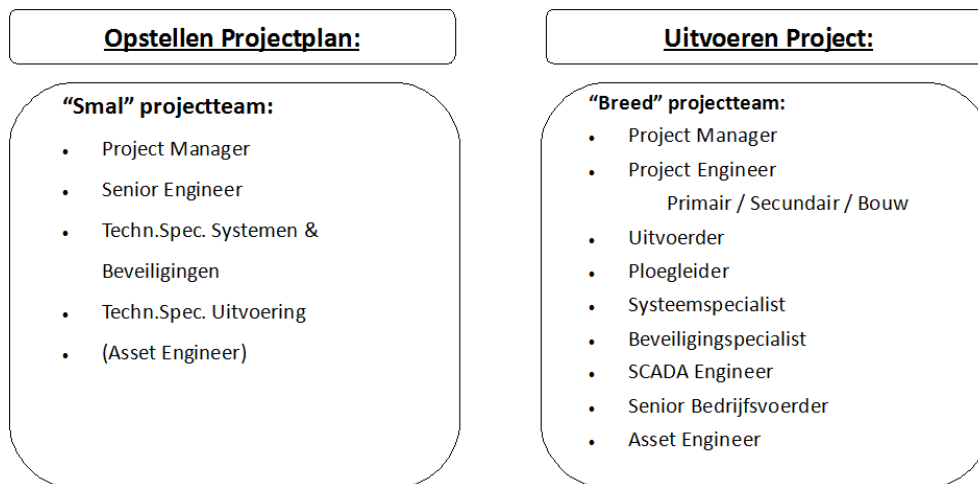 Opstellen Projectplan:
"Smal" projectteam:
• Project Manager
• Senior Engineer
• Techn.Spec. Systemen &
Beveiligingen
• Techn.Spec. Uitvoering
• (Asset Engineer)
Uitvoeren Project:
"Breed" projectteam:
• Project Manager
• Project Engineer
Primair / Secundair / Bouw
• Uitvoerder
• Ploegleider
• Systeemspecialist
• Beveiligingspecialist
• SCADA Engineer
• Senior Bedrijfsvoerder
• Asset Engineer